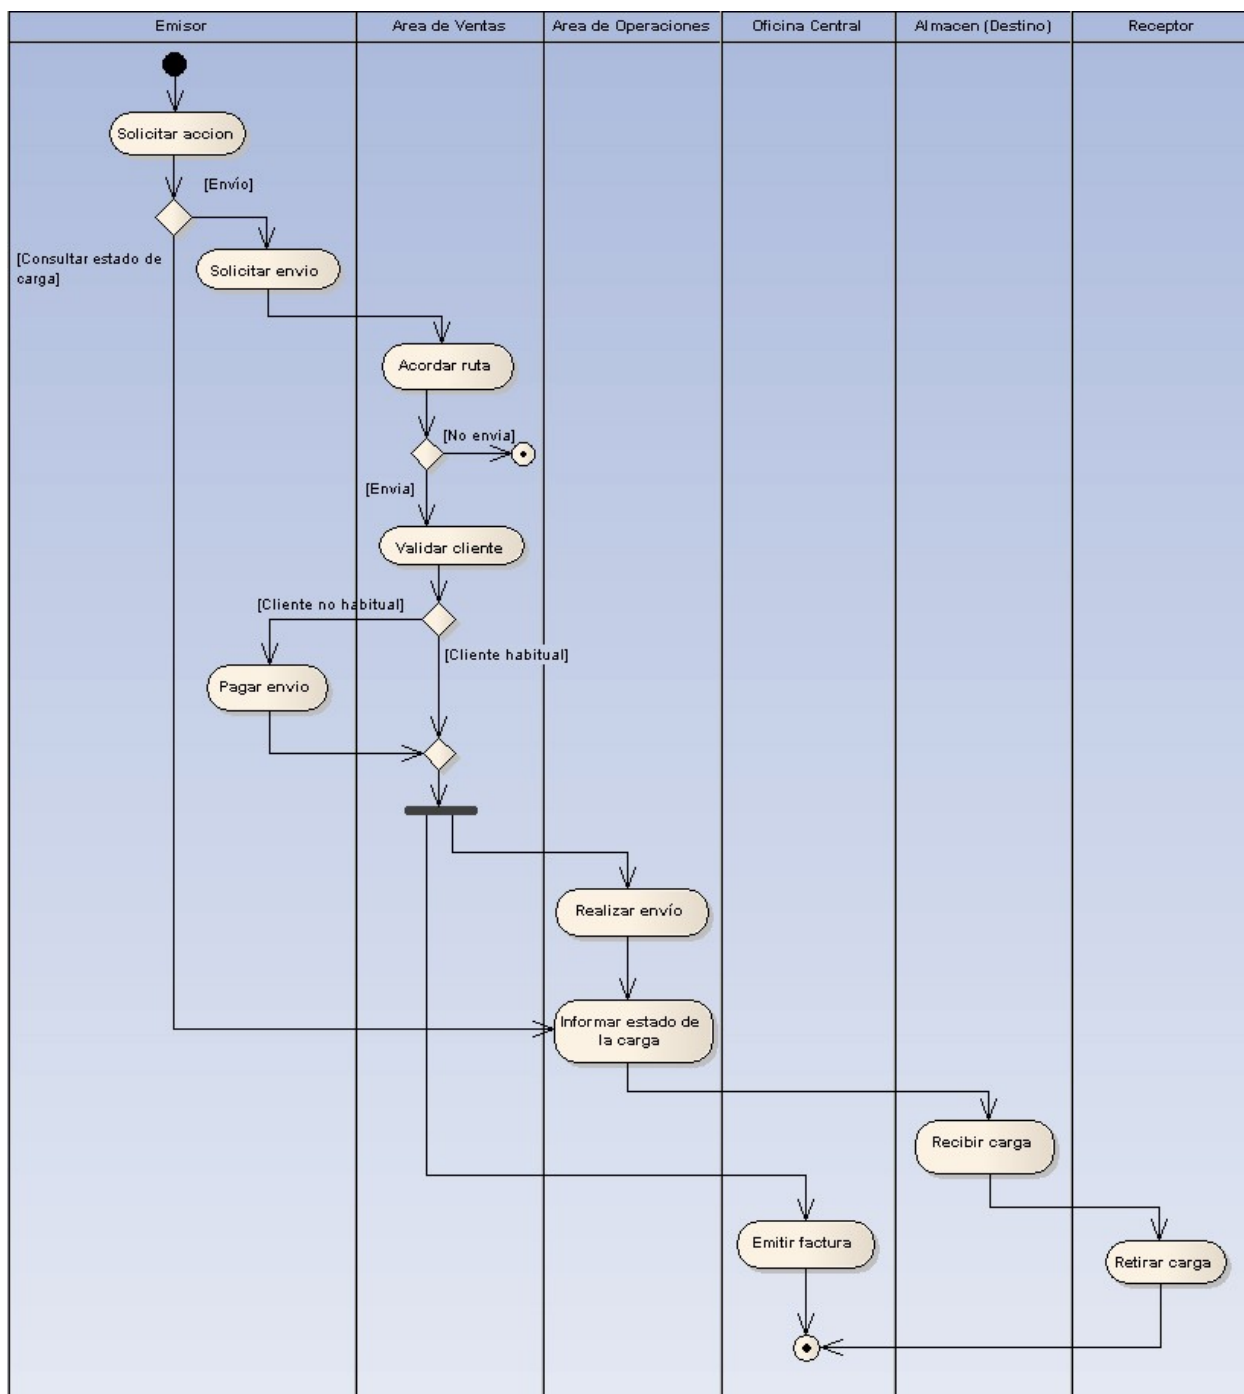 Emisor
Area de Ventas
Area de Operaciones
Oficina Central
Almacen (Destino)
Receptor
Solicitar accion
[Envío]
[Consultar estado de
carga]
Solicitar envio
Acordar ruta
[No envia]
[Envia]
Validar cliente
[Cliente no habitual]
[Cliente habitual]
Pagar envio
Realizar envío
Informar estado de
la carga
Recibir carga
Emitir factura
Retirar carga